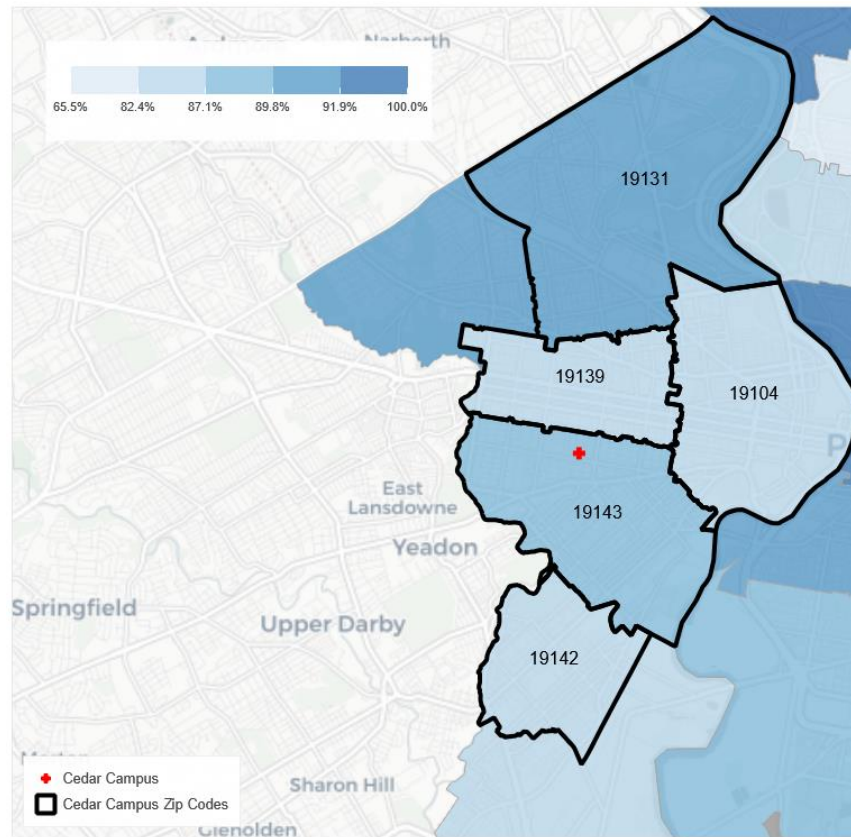 Narberth
65.5% 82.4% 87.1% 89.8% 91.9% 100.0%
19131
19139
19104
East
Lansdowne
19143
Yeadon
Springfield
Upper Darby
19142
Cedar Campus
Sharon Hill
Cedar Campus Zip Codes
Glenolden